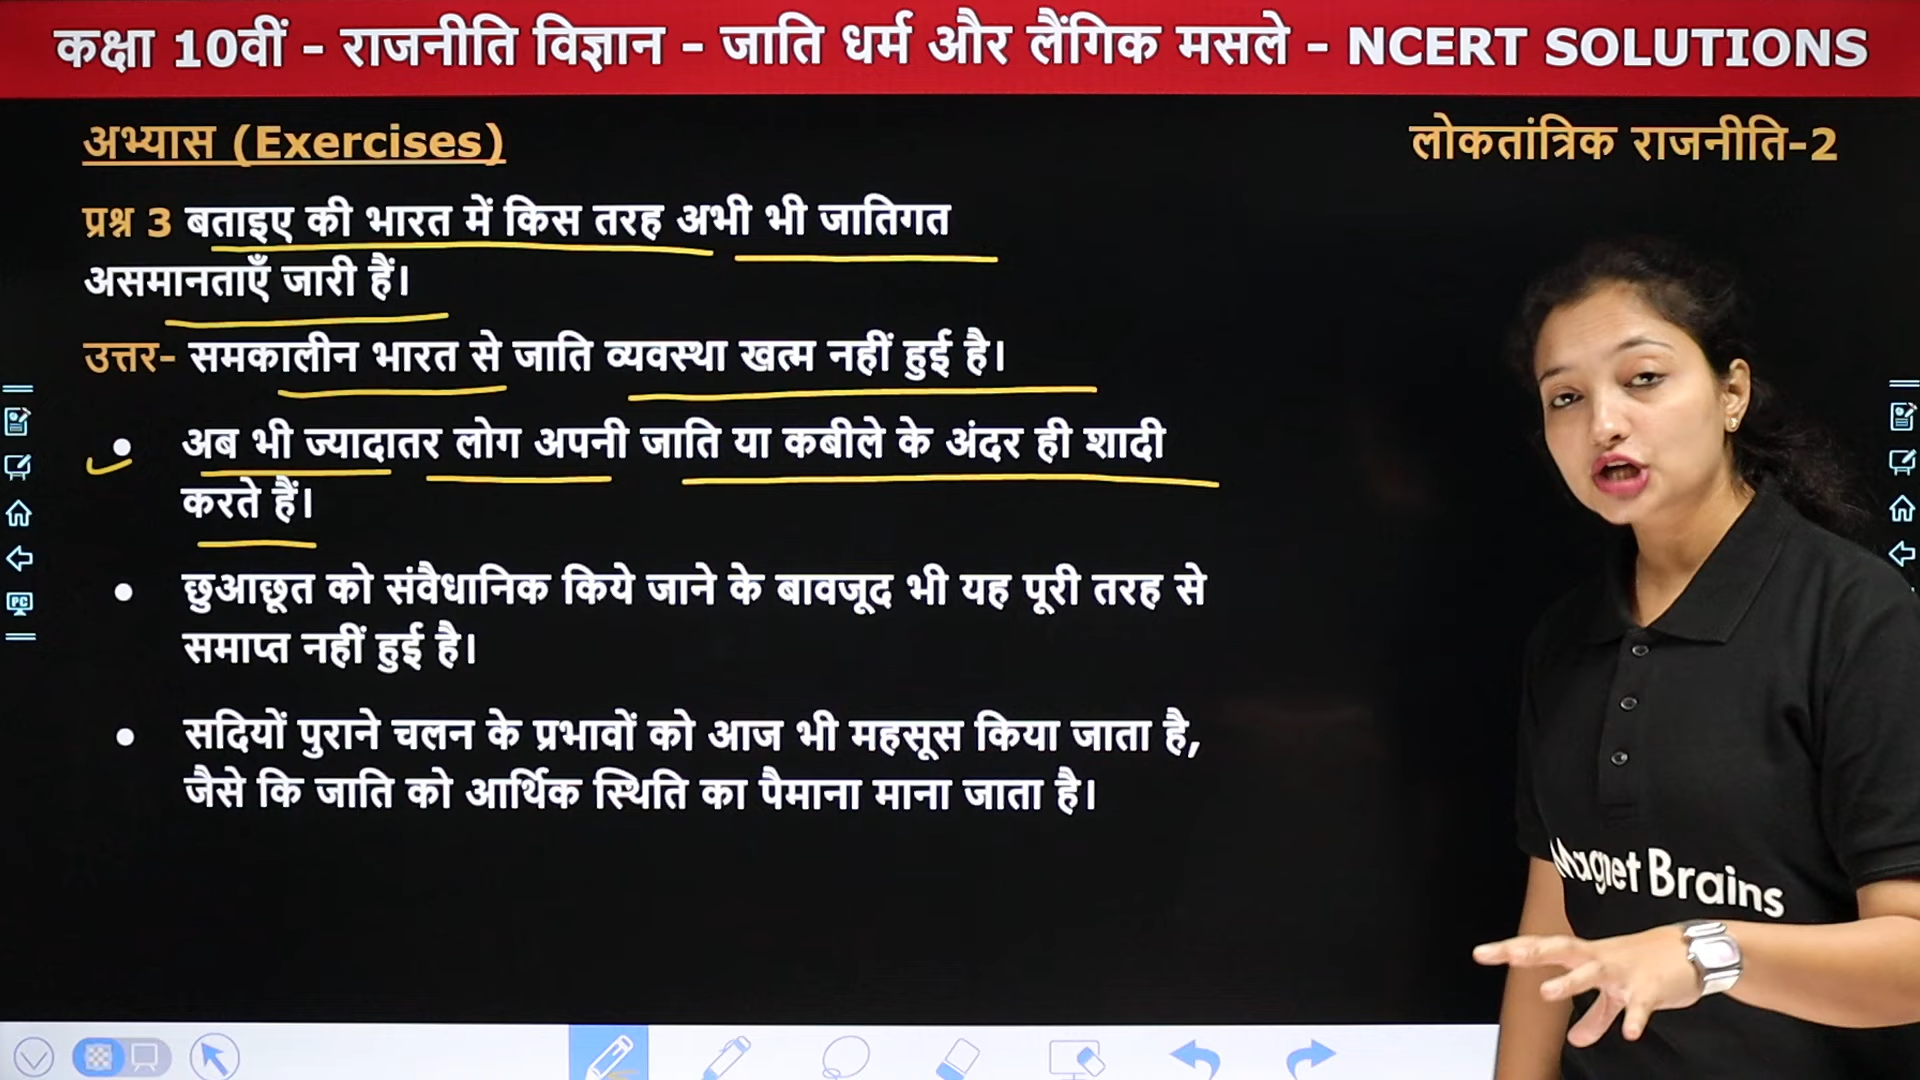 कक्षा 10वीं - राजनीति विज्ञान - जाति धर्म और लैंगिक मसले - NCERT SOLUTIONS
अभ्यास (Exercises)
लोकतांत्रिक राजनीति-2
प्रश्न 3 बताइए की भारत में किस तरह अभी भी जातिगत
असमानताएँ जारी हैं।
उत्तर- समकालीन भारत से जाति व्यवस्था खत्म नहीं हुई है।
• अब भी ज्यादातर लोग अपनी जाति या कबीले के अंदर ही शादी
करते हैं।
• छुआछूत को संवैधानिक किये जाने के बावजूद भी यह पूरी तरह से
समाप्त नहीं हुई है।
• सदियों पुराने चलन के प्रभावों को आज भी महसूस किया जाता है,
जैसे कि जाति को आर्थिक स्थिति का पैमाना माना जाता है।
Magnet Brains
PC